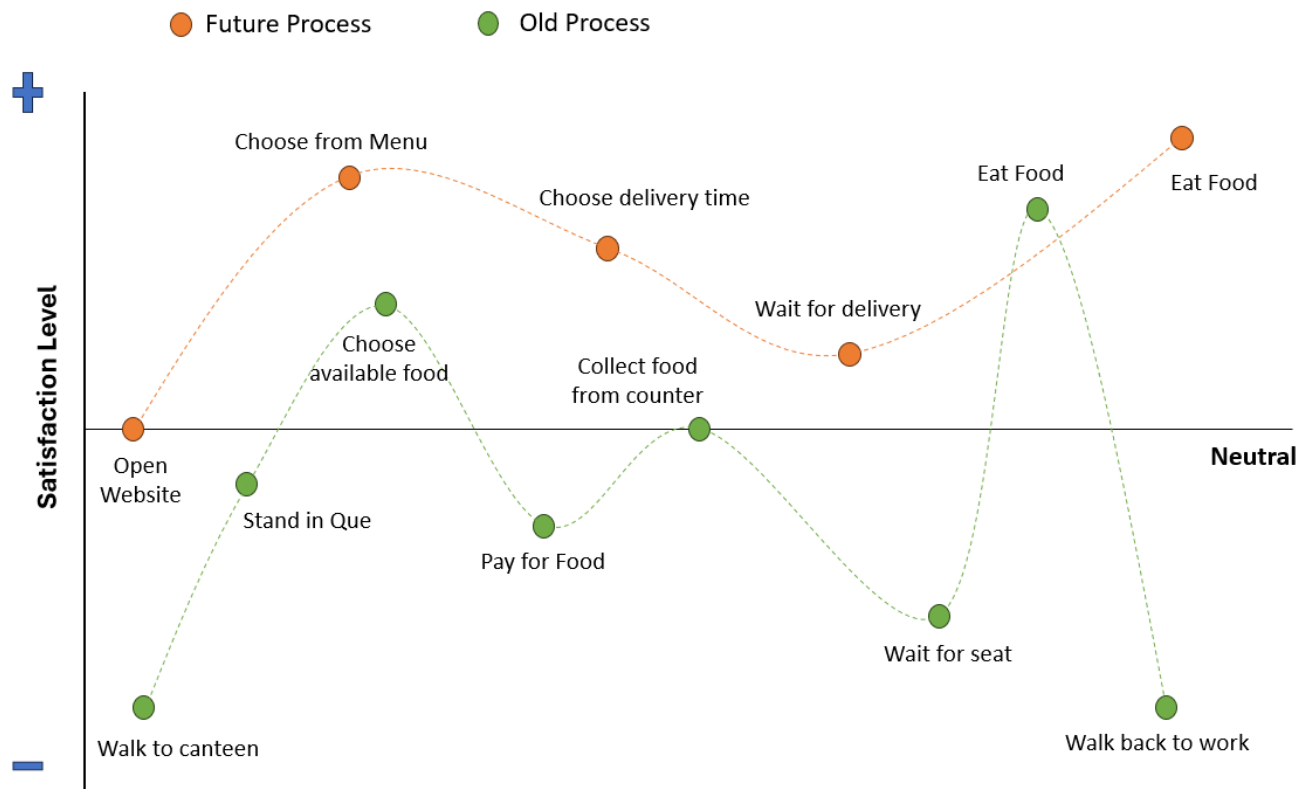 Future Process
Old Process
Choose from Menu
Eat Food
Eat Food
Choose delivery time
Wait for delivery
Choose
available food
Collect food
from counter
Satisfaction Level
Neutral
Open
Website
Stand in Que
Pay for Food
Wait for seat
Walk to canteen
Walk back to work